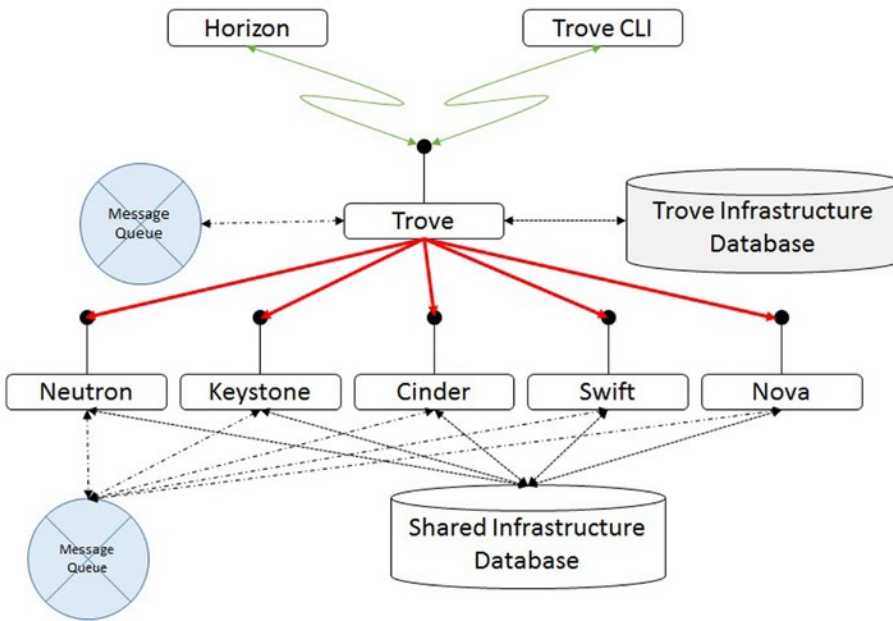 Horizon
Trove CLI
Message
Queue
Trove
Trove Infrastructure
Database
Neutron
Keystone
Cinder
Swift
Nova
Message
Queue
Shared Infrastructure
Database